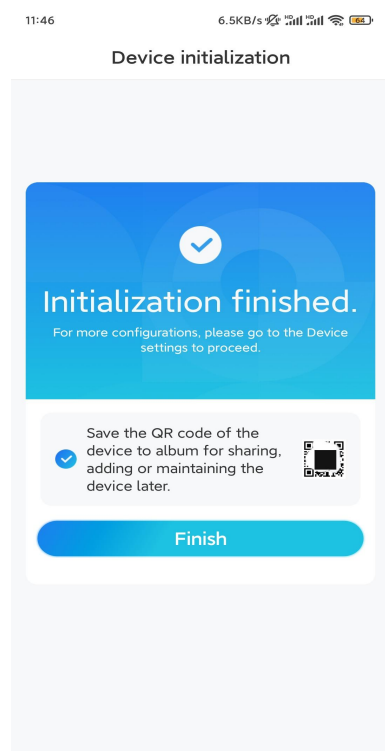 11:46
6.5KB/s
HD
HD
64
Device initialization
Initialization finished.
For more configurations, please go to the Device
settings to proceed.
Save the QR code of the
device to album for sharing,
adding or maintaining the
device later.
Finish